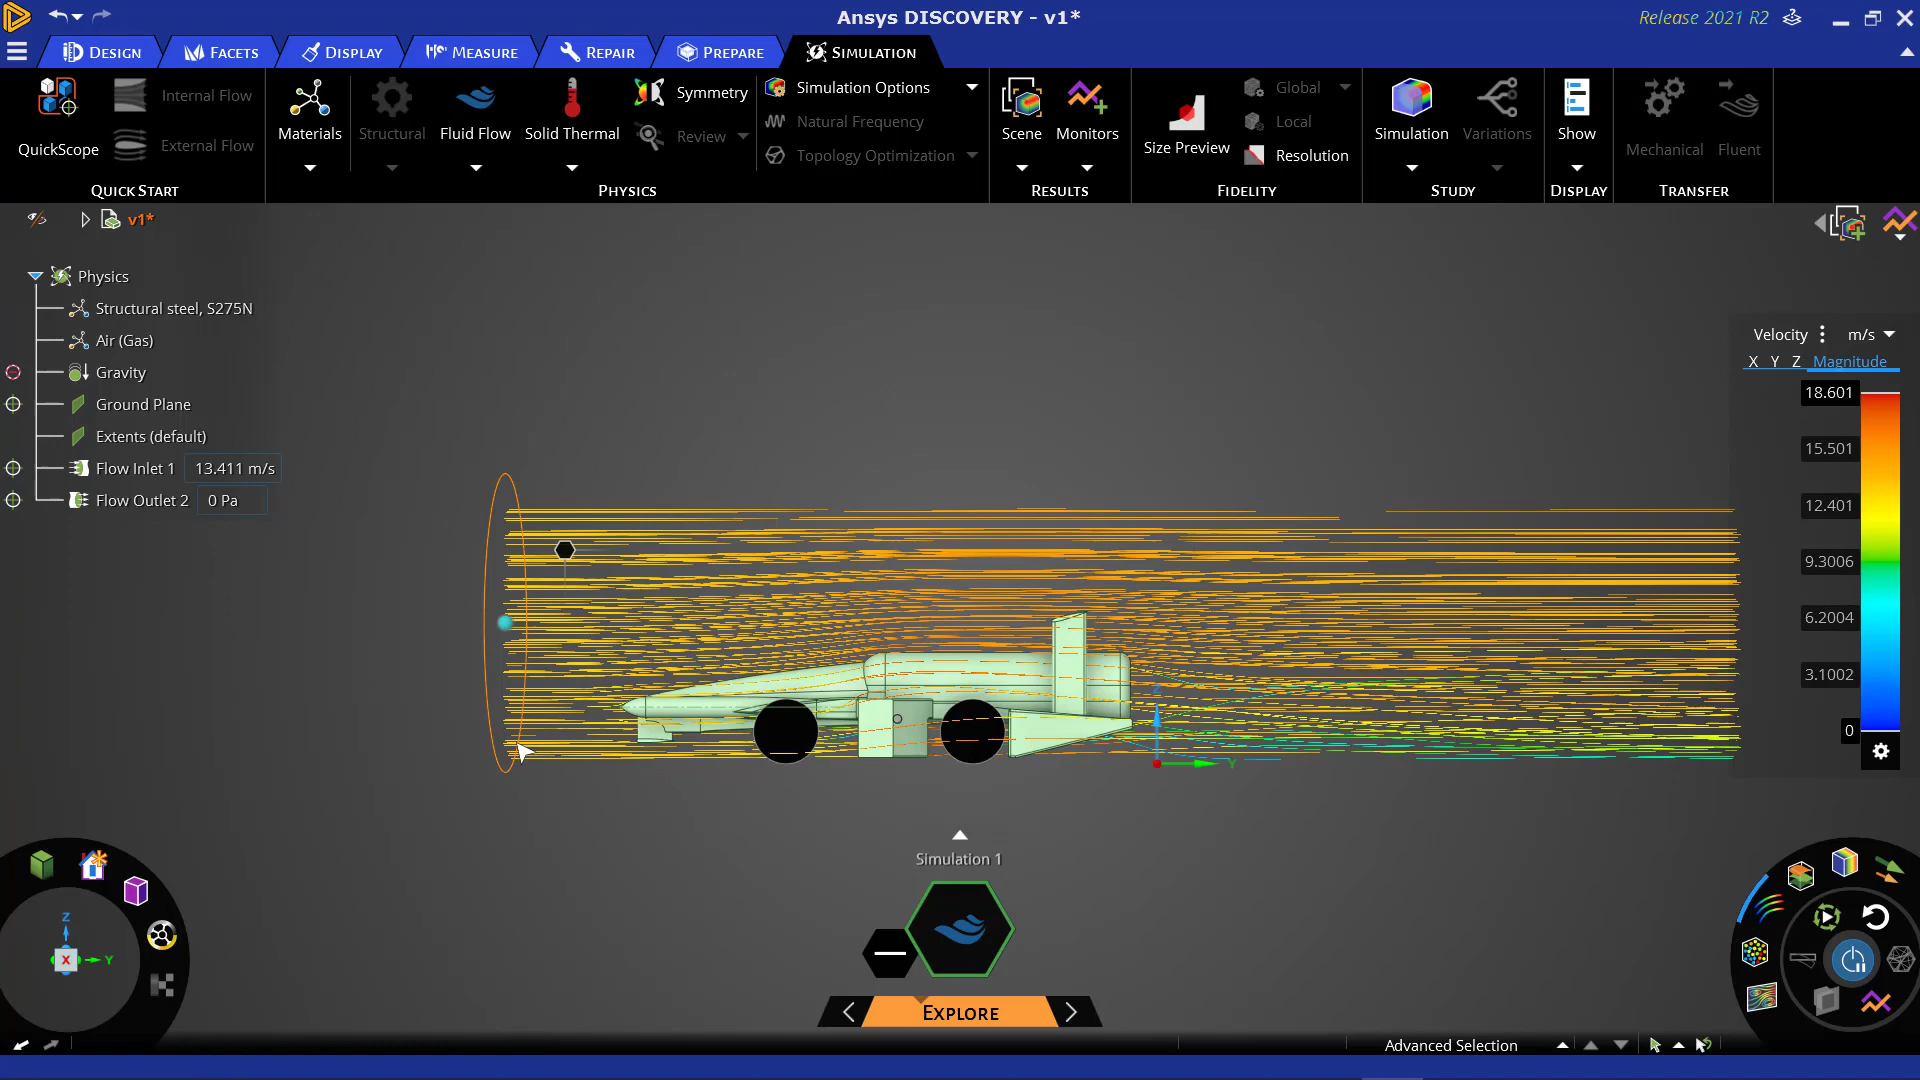 Ansys DISCOVERY - v1*
Release 2021 R2
DESIGN
FACETS
DISPLAY
MEASURE
REPAIR
PREPARE
SIMULATION
QuickScope
Internal Flow
External Flow
QUICK START
Materials
Structural
Fluid Flow
Solid Thermal
Symmetry
Review
Simulation Options
Natural Frequency
Topology Optimization
PHYSICS
Scene
Monitors
RESULTS
Size Preview
Global
Local
Resolution
FIDELITY
Simulation
Variations
STUDY
Show
DISPLAY
Mechanical
Fluent
TRANSFER
v1*
Physics
Structural steel, S275N
Air (Gas)
Gravity
Ground Plane
Extents (default)
Flow Inlet 1 13.411 m/s
Flow Outlet 2 0 Pa
Velocity m/s
X Y Z Magnitude
18.601
15.501
12.401
9.3006
6.2004
3.1002
0
Z
Y
Simulation 1
EXPLORE
Z
X
Y
Advanced Selection